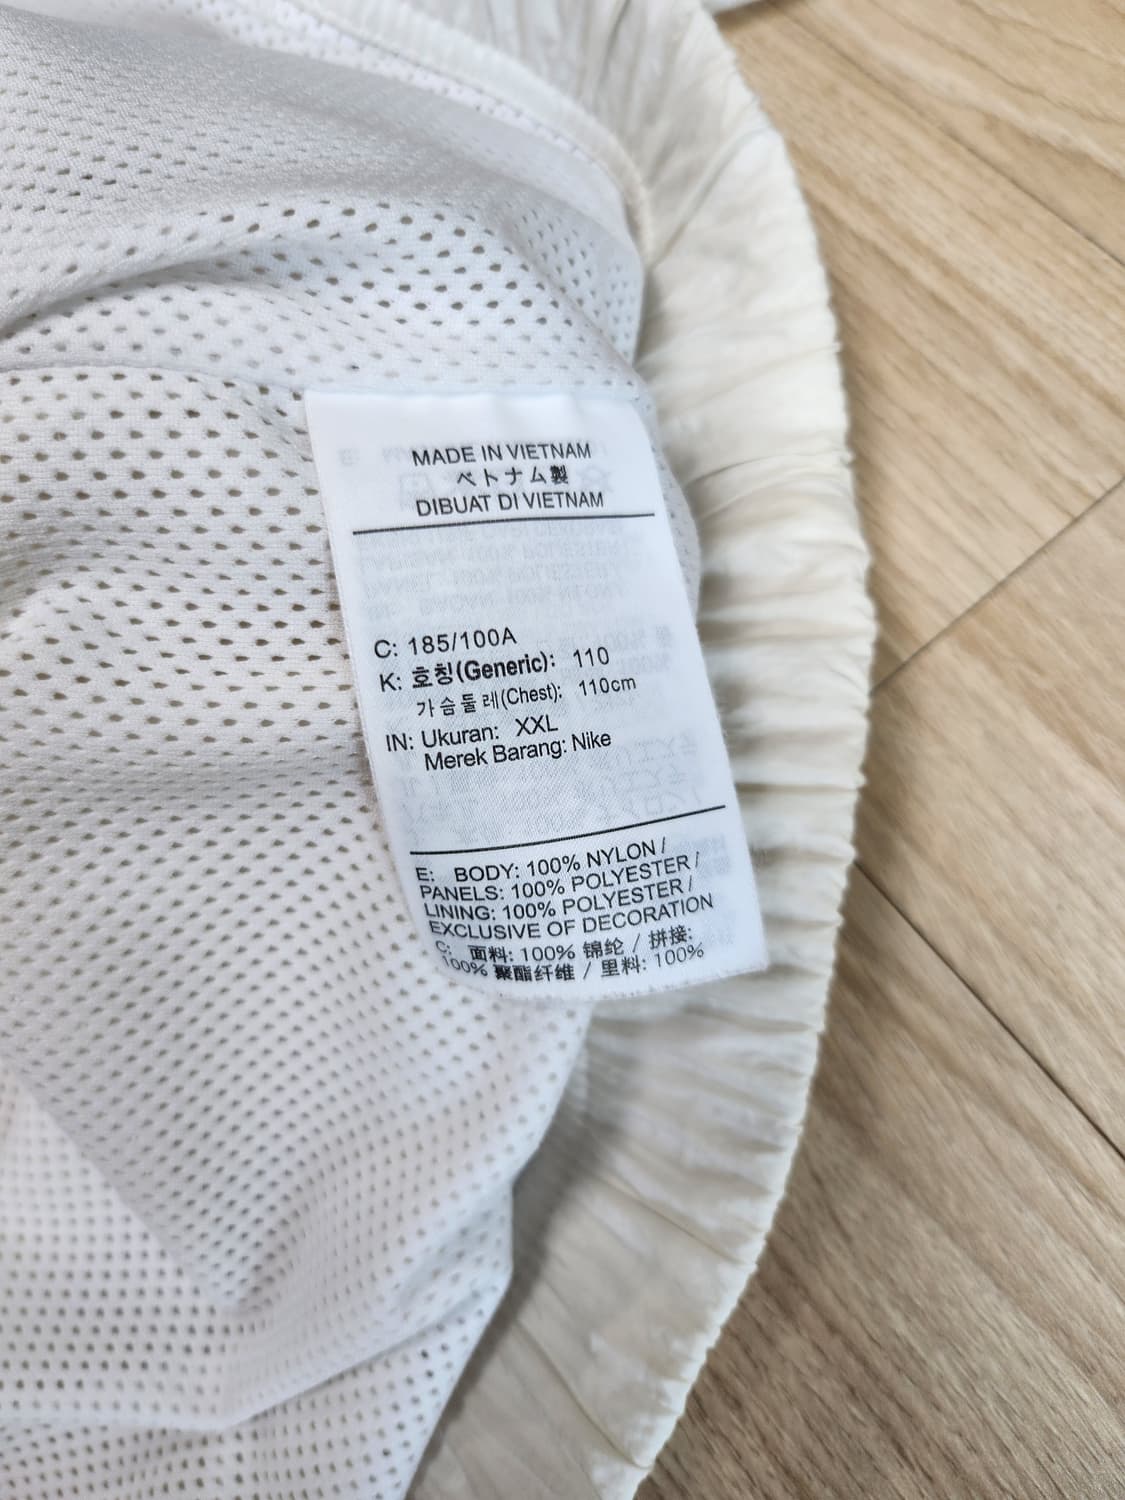 MADE IN VIETNAM
ベトナム製
DIBUAT DI VIETNAM
C: 185/100A
K: 호칭(Generic): 110
가슴둘레(Chest): 110cm
IN: Ukuran: XXL
Merek Barang: Nike
E: BODY: 100% NYLON /
PANELS: 100% POLYESTER /
LINING: 100% POLYESTER /
EXCLUSIVE OF DECORATION
C: 面料: 100% 锦纶 / 拼接:
100% 聚酯纤维 / 里料: 100%